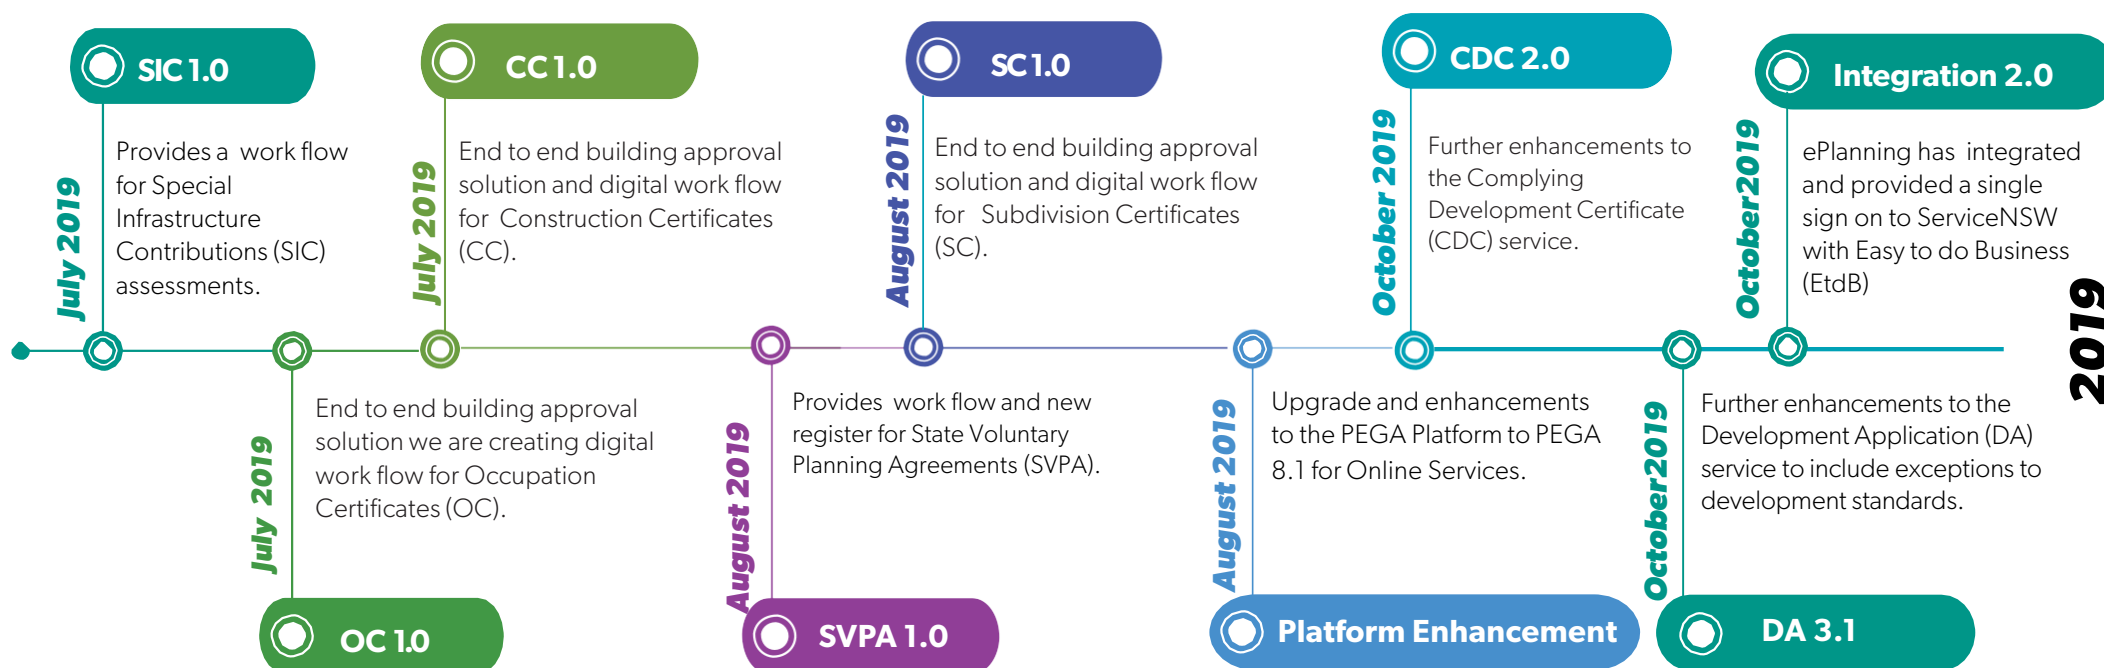 SIC 1.0
July 2019
Provides a work flow
for Special
Infrastructure
Contributions (SIC)
assessments.
CC 1.0
July 2019
End to end building approval
solution and digital work flow
for Construction Certificates
(CC).
SC 1.0
August 2019
End to end building approval
solution and digital work flow
for Subdivision Certificates
(SC).
CDC 2.0
October 2019
Further enhancements to
the Complying
Development Certificate
(CDC) service.
Integration 2.0
October2019
ePlanning has integrated
and provided a single
sign on to ServiceNSW
with Easy to do Business
(EtdB)
2019
July 2019
End to end building approval
solution we are creating digital
work flow for Occupation
Certificates (OC).
OC 1.0
August 2019
Provides work flow and new
register for State Voluntary
Planning Agreements (SVPA).
SVPA 1.0
August 2019
Upgrade and enhancements
to the PEGA Platform to PEGA
8.1 for Online Services.
Platform Enhancement
October2019
Further enhancements to the
Development Application (DA)
service to include exceptions to
development standards.
DA 3.1